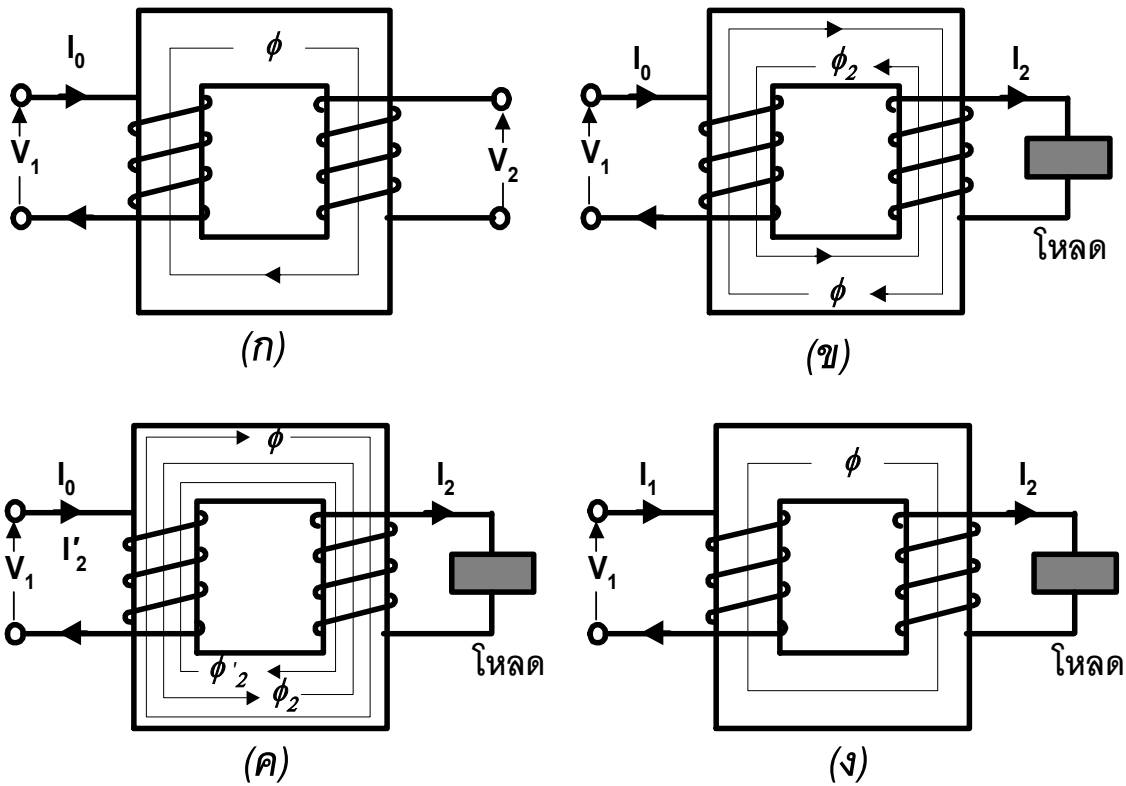 I₀
ϕ
V₁
V₂
(ก)
I₀
ϕ₂
I₂
V₁
โหลด
ϕ
(ข)
I₀
ϕ
I₂
I′₂
V₁
โหลด
ϕ'₂
ϕ₂
(ค)
I₁
ϕ
I₂
V₁
โหลด
(ง)